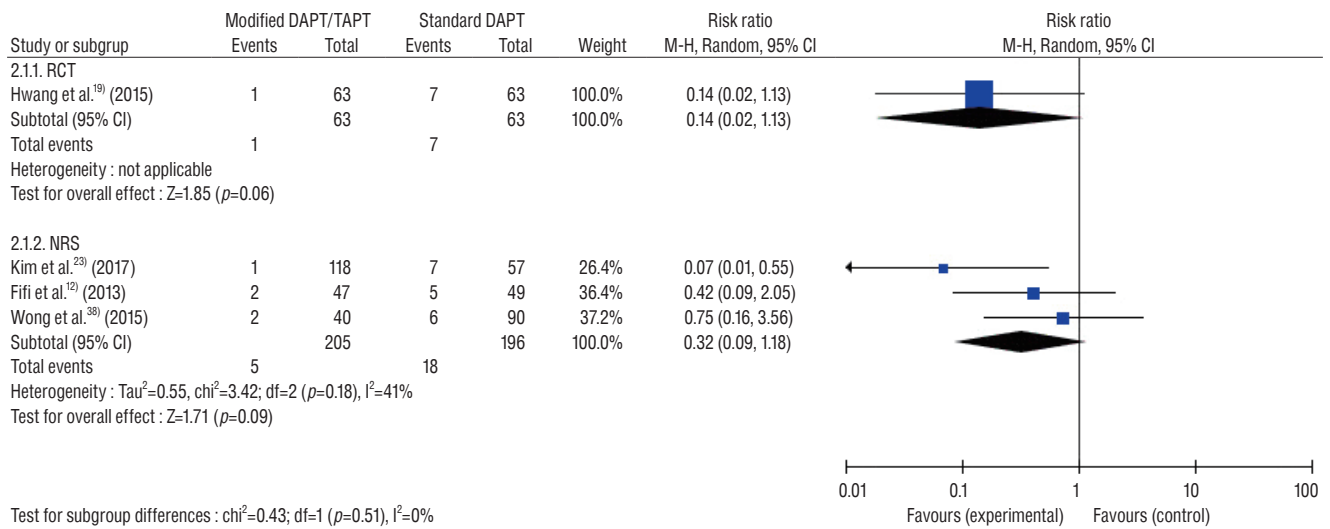 Modified DAPT/TAPT Standard DAPT Risk ratio Risk ratio
Study or subgrup Events Total Events Total Weight M-H, Random, 95% CI M-H, Random, 95% CI
2.1.1. RCT
Hwang et al.19) (2015) 1 63 7 63 100.0% 0.14 (0.02, 1.13)
Subtotal (95% CI) 63 63 100.0% 0.14 (0.02, 1.13)
Total events 1 7
Heterogeneity : not applicable
Test for overall effect : Z=1.85 (p=0.06)
2.1.2. NRS
Kim et al.23) (2017) 1 118 7 57 26.4% 0.07 (0.01, 0.55)
Fifi et al.12) (2013) 2 47 5 49 36.4% 0.42 (0.09, 2.05)
Wong et al.38) (2015) 2 40 6 90 37.2% 0.75 (0.16, 3.56)
Subtotal (95% CI) 205 196 100.0% 0.32 (0.09, 1.18)
Total events 5 18
Heterogeneity : Tau2=0.55, chi2=3.42; df=2 (p=0.18), I2=41%
Test for overall effect : Z=1.71 (p=0.09)
0.01 0.1 1 10 100
Test for subgroup differences : chi2=0.43; df=1 (p=0.51), I2=0% Favours (experimental) Favours (control)